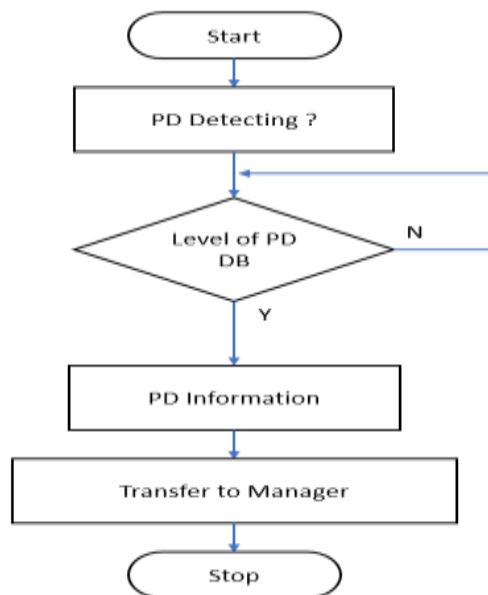 Start
PD Detecting ?
Level of PD
DB
N
Y
PD Information
Transfer to Manager
Stop